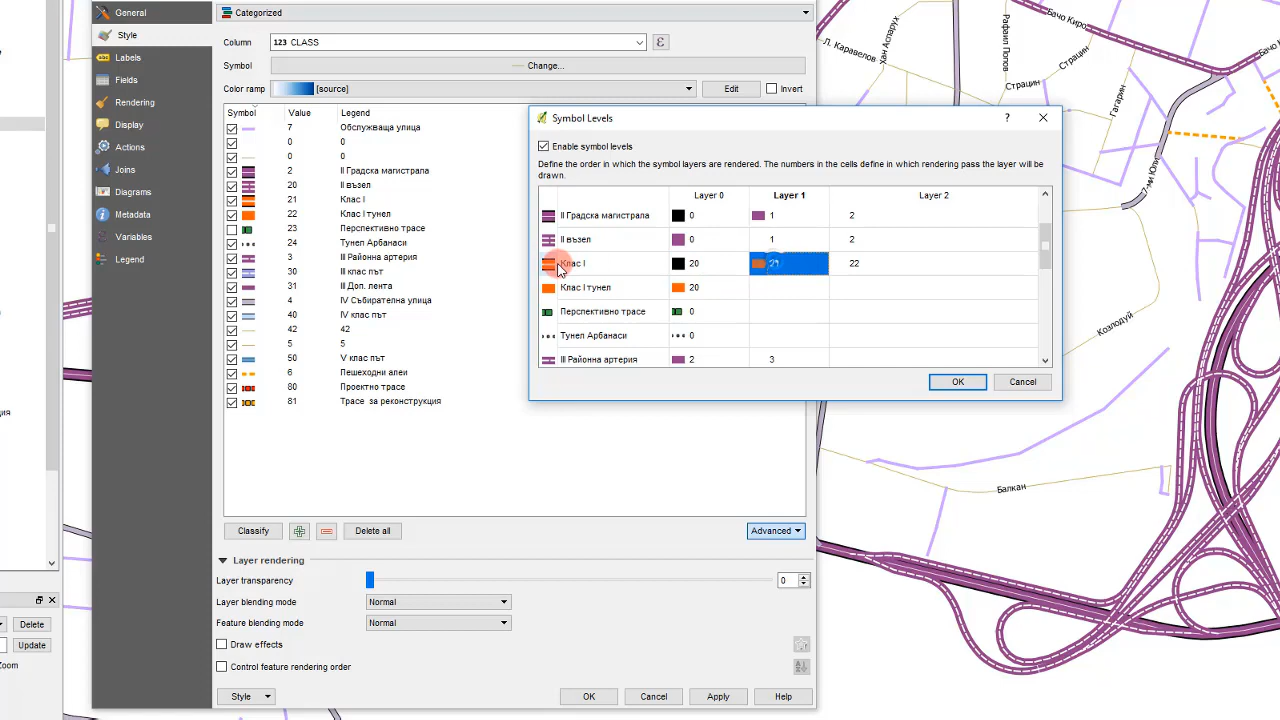 General
Style
Labels
Fields
Rendering
Display
Actions
Joins
Diagrams
Metadata
Variables
Legend
Categorized
Column 123 CLASS ε
Symbol Change...
Color ramp [source] Edit Invert
Symbol Value Legend
7 Обслужваща улица
0 0
0 0
2 II Градска магистрала
20 II възел
21 Клас I
22 Клас I тунел
23 Перспективно трасе
24 Тунел Арбанаси
3 III Районна артерия
30 III клас път
31 III Доп. лента
4 IV Събирателна улица
40 IV клас път
42 42
50 V клас път
6 Пешеходни алеи
80 Проектно трасе
81 Трасе за реконструкция
Classify Delete all Advanced
Layer rendering
Layer transparency 0
Layer blending mode Normal
Feature blending mode Normal
Draw effects
Control feature rendering order
Style OK Cancel Apply Help
Symbol Levels ?
Enable symbol levels
Define the order in which the symbol layers are rendered. The numbers in the cells define in which rendering pass the layer will be
drawn.
Layer 0 Layer 1 Layer 2
II Градска магистрала 0 1 2
II възел 0 1 2
Клас I 20 21 22
Клас I тунел 20
Перспективно трасе 0
Тунел Арбанаси 0
III Районна артерия 2 3
OK Cancel
Delete
Update
Zoom
ция
Л. Каравелов
Хан Аспарух
Рафаил Попов
Бачо Киро
Страцин
Страцин
Гагарин
Бачо К
7-ми Юли
Козлодуй
Балкан